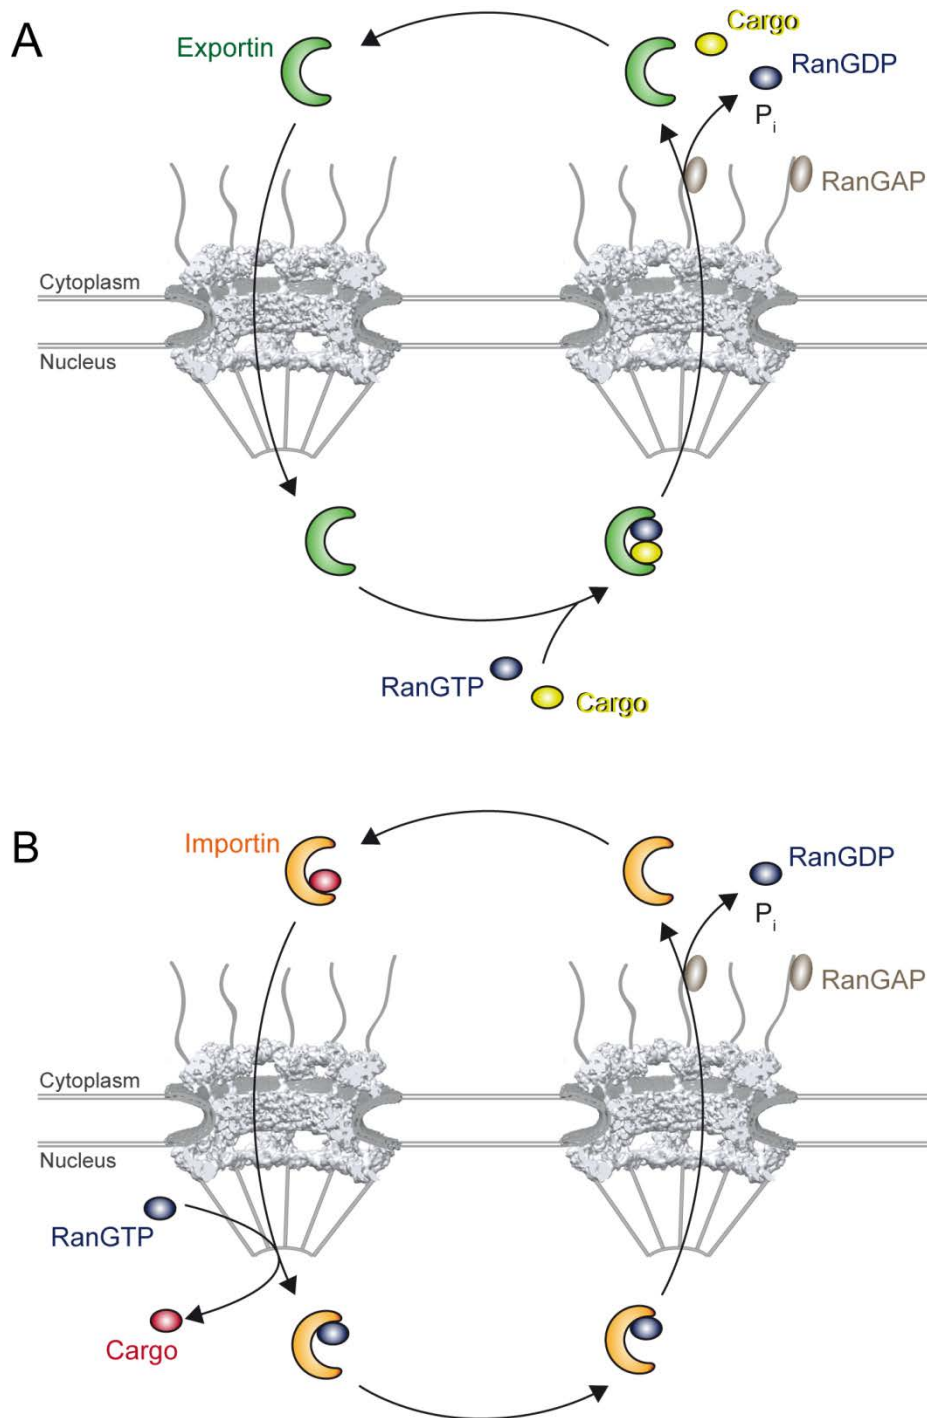 A
Exportin
Cargo
RanGDP
Pi
RanGAP
Cytoplasm
Nucleus
RanGTP
Cargo
B
Importin
RanGDP
Pi
RanGAP
Cytoplasm
Nucleus
RanGTP
Cargo